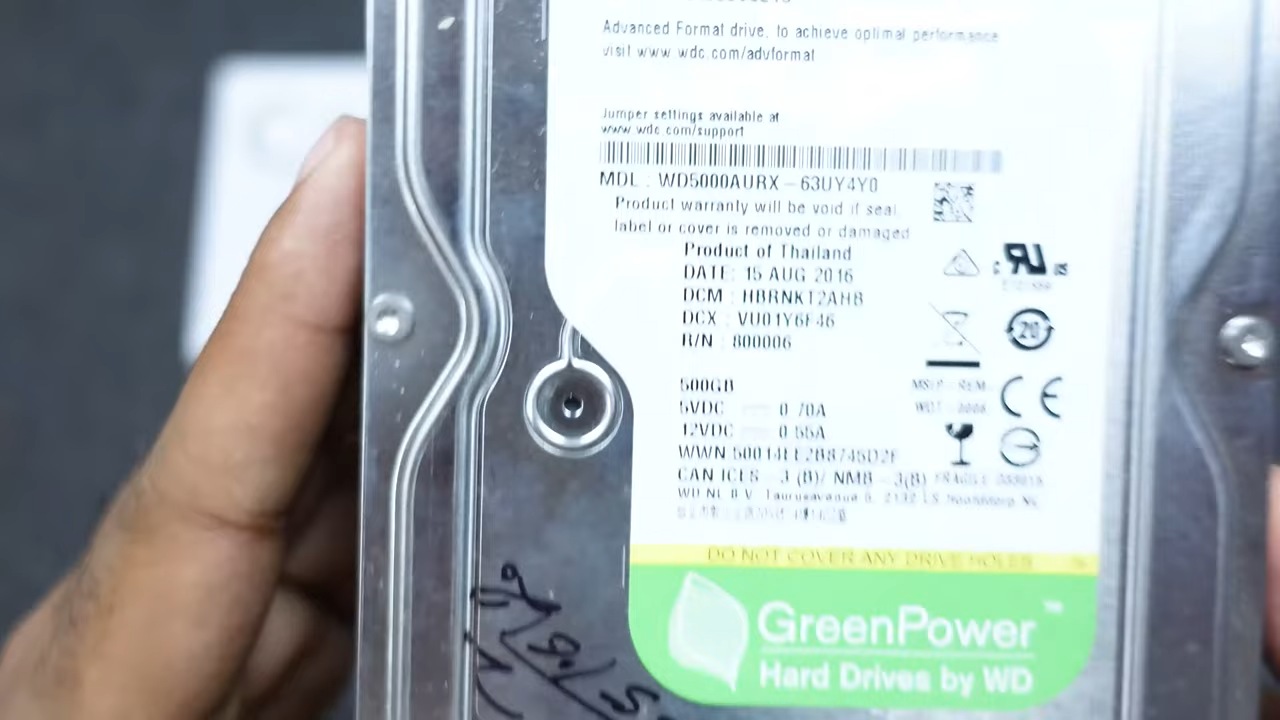 Advanced Format drive, to achieve optimal performance
visit www.wdc.com/advformat
Jumper settings available at
www.wdc.com/support
MDL : WD5000AURX – 63UY4Y0
Product warranty will be void if seal,
label or cover is removed or damaged
Product of Thailand
DATE: 15 AUG 2016
DCM : HBRNKT2AHB
DCX : VU01Y6F46
R/N : 800006
20
500GB
5VDC 0.70A
12VDC 0.55A
CE
CAN ICES – 3 (B)/ NMB – 3(B)
DO NOT COVER ANY DRIVE HOLES
GreenPower™
Hard Drives by WD